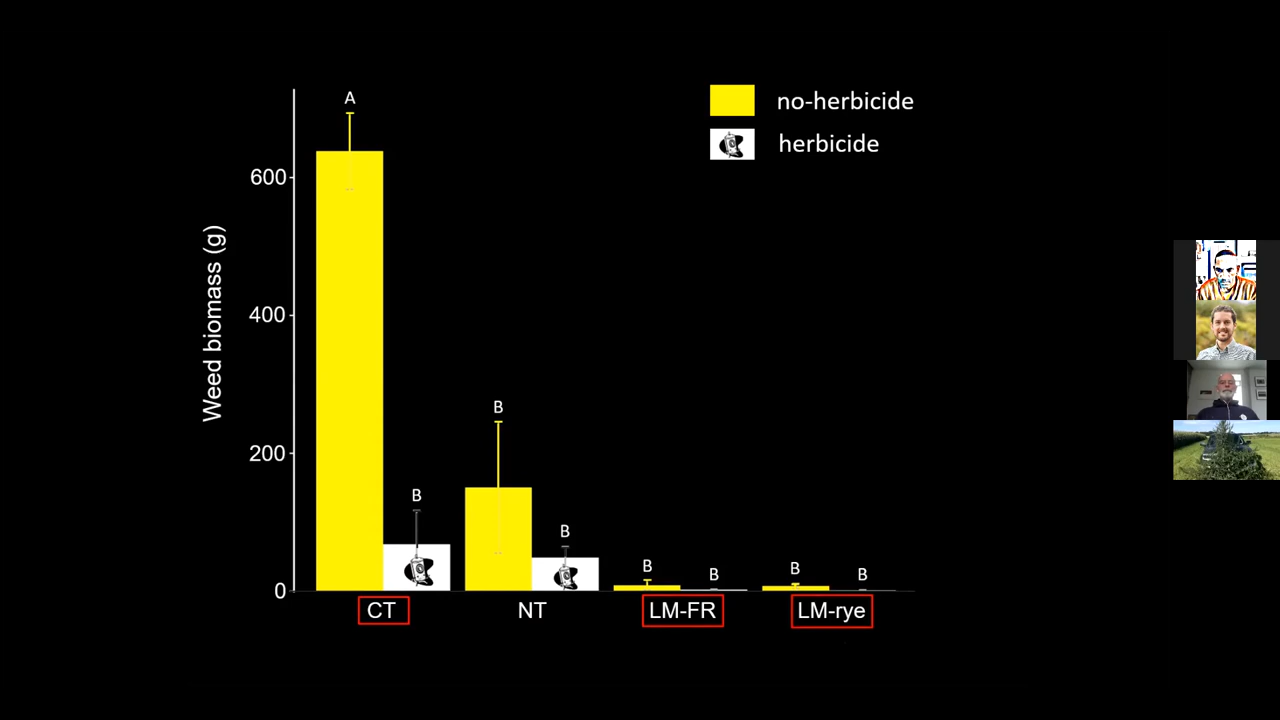 A
no-herbicide
herbicide
600
400
200
0
Weed biomass (g)
B
B
B
B
B
B
B
CT
NT
LM-FR
LM-rye